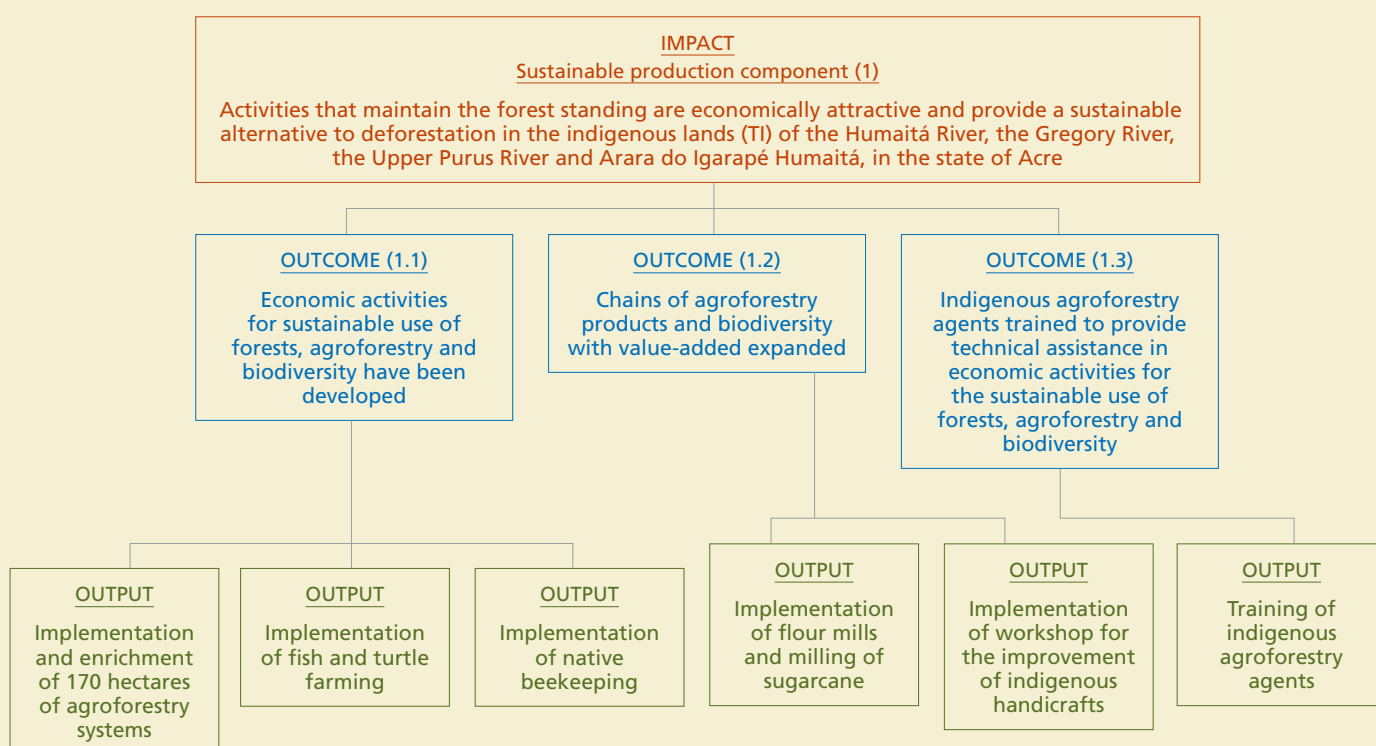 IMPACT
Sustainable production component (1)
Activities that maintain the forest standing are economically attractive and provide a sustainable
alternative to deforestation in the indigenous lands (TI) of the Humaitá River, the Gregory River,
the Upper Purus River and Arara do Igarapé Humaitá, in the state of Acre
OUTCOME (1.1)
Economic activities
for sustainable use of
forests, agroforestry and
biodiversity have been
developed
OUTCOME (1.2)
Chains of agroforestry
products and biodiversity
with value-added expanded
OUTCOME (1.3)
Indigenous agroforestry
agents trained to provide
technical assistance in
economic activities for
the sustainable use of
forests, agroforestry and
biodiversity
OUTPUT
Implementation
and enrichment
of 170 hectares
of agroforestry
systems
OUTPUT
Implementation
of fish and turtle
farming
OUTPUT
Implementation
of native
beekeeping
OUTPUT
Implementation
of flour mills
and milling of
sugarcane
OUTPUT
Implementation
of workshop for
the improvement
of indigenous
handicrafts
OUTPUT
Training of
indigenous
agroforestry
agents